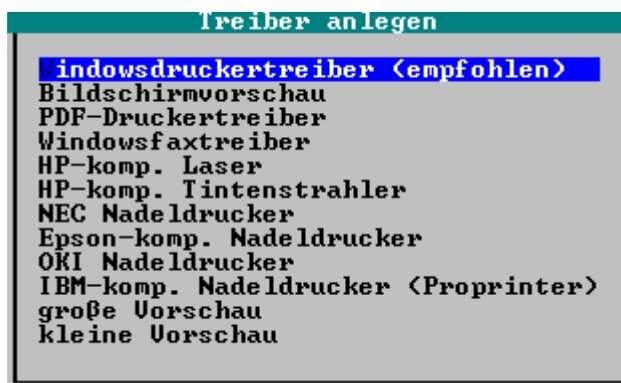 Treiber anlegen
Windowsdruckertreiber (empfohlen)
Bildschirmvorschau
PDF-Druckertreiber
Windowsfaxtreiber
HP-komp. Laser
HP-komp. Tintenstrahler
NEC Nadeldrucker
Epson-komp. Nadeldrucker
OKI Nadeldrucker
IBM-komp. Nadeldrucker (Proprinter)
große Vorschau
kleine Vorschau